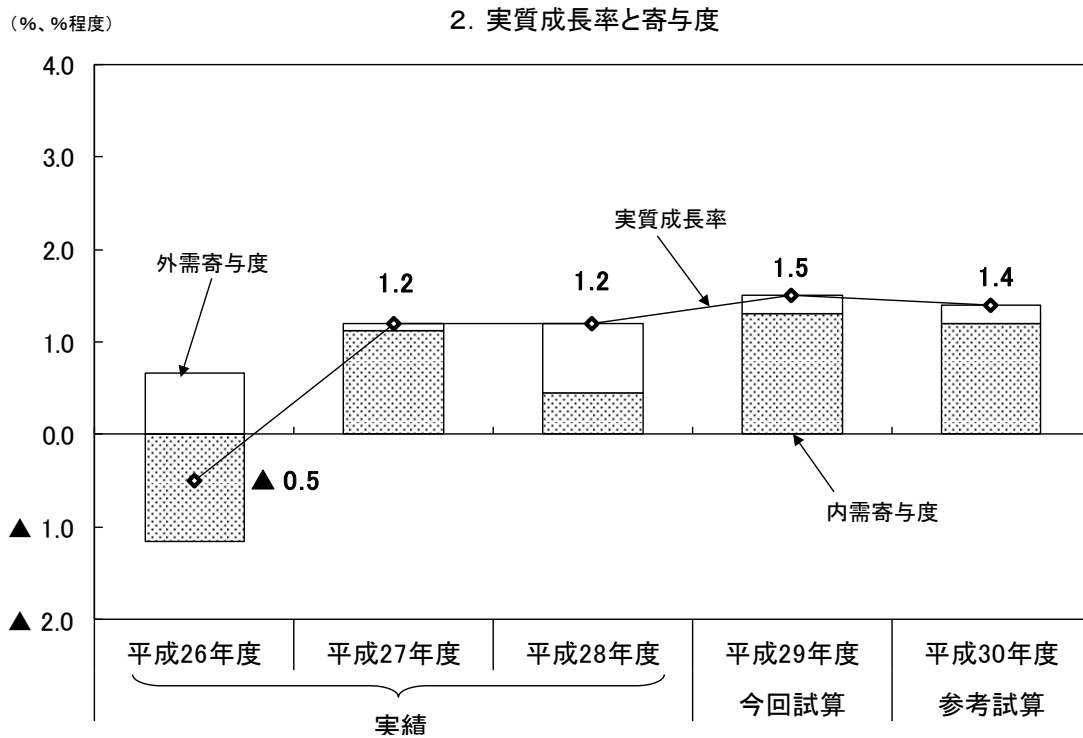 2. 実質成長率と寄与度
(%、%程度)
4.0
3.0
2.0
1.0
0.0
▲ 1.0
▲ 2.0
外需寄与度
実質成長率
内需寄与度
▲ 0.5
1.2
1.2
1.5
1.4
平成26年度 平成27年度 平成28年度 平成29年度 平成30年度
実績 今回試算 参考試算